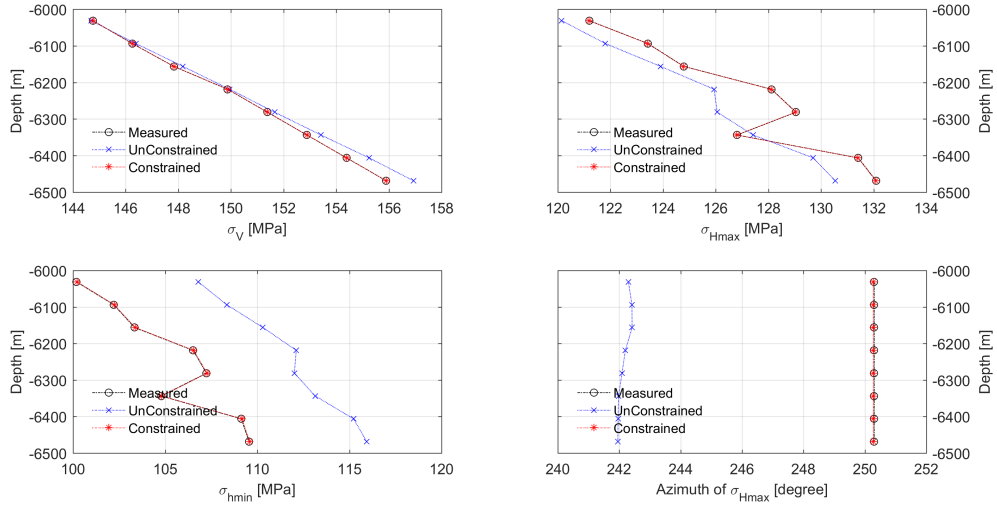 -6000
-6100
-6200
-6300
-6400
-6500
Depth [m]
Measured
UnConstrained
Constrained
144 146 148 150 152 154 156 158
σV [MPa]
-6000
-6100
-6200
-6300
-6400
-6500
Depth [m]
Measured
UnConstrained
Constrained
120 122 124 126 128 130 132 134
σHmax [MPa]
-6000
-6100
-6200
-6300
-6400
-6500
Depth [m]
Measured
UnConstrained
Constrained
100 105 110 115 120
σhmin [MPa]
-6000
-6100
-6200
-6300
-6400
-6500
Depth [m]
Measured
UnConstrained
Constrained
240 242 244 246 248 250 252
Azimuth of σHmax [degree]